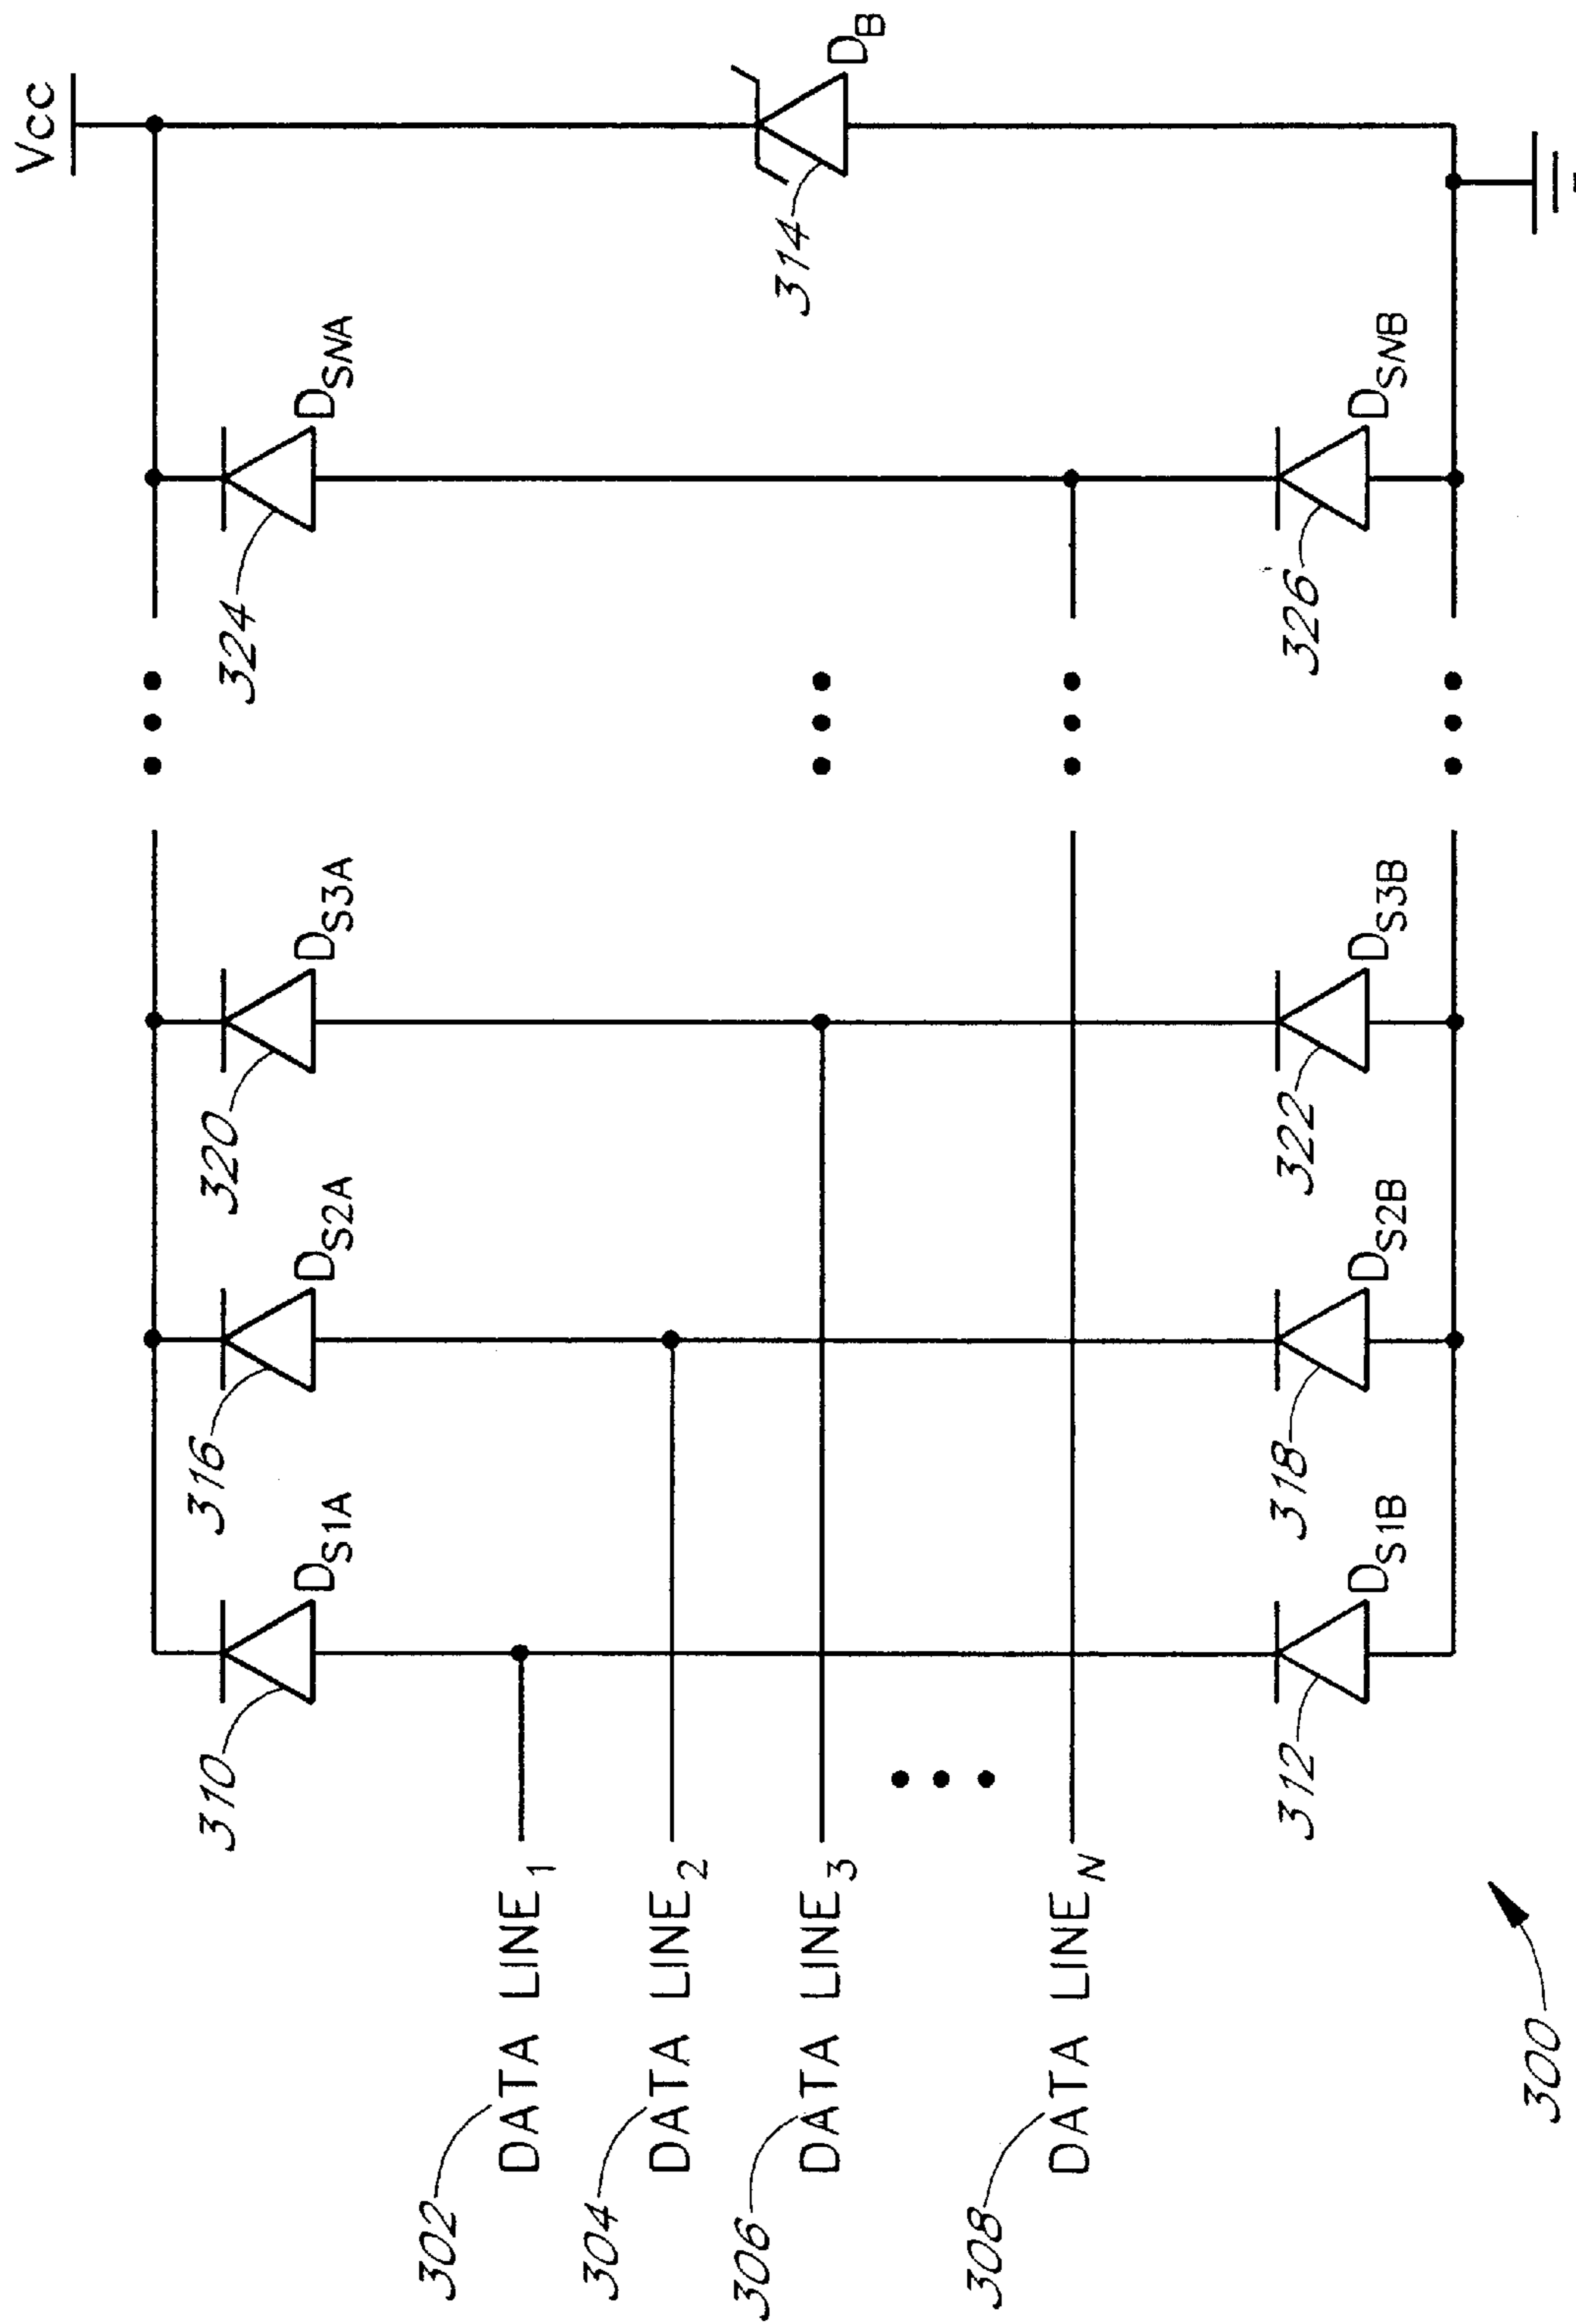 Vcc
310
D_S1A
316
D_S2A
320
D_S3A
324
D_SNA
314
D_B
302
DATA LINE_1
304
DATA LINE_2
306
DATA LINE_3
308
DATA LINE_N
312
D_S1B
318
D_S2B
322
D_S3B
326
D_SNB
300